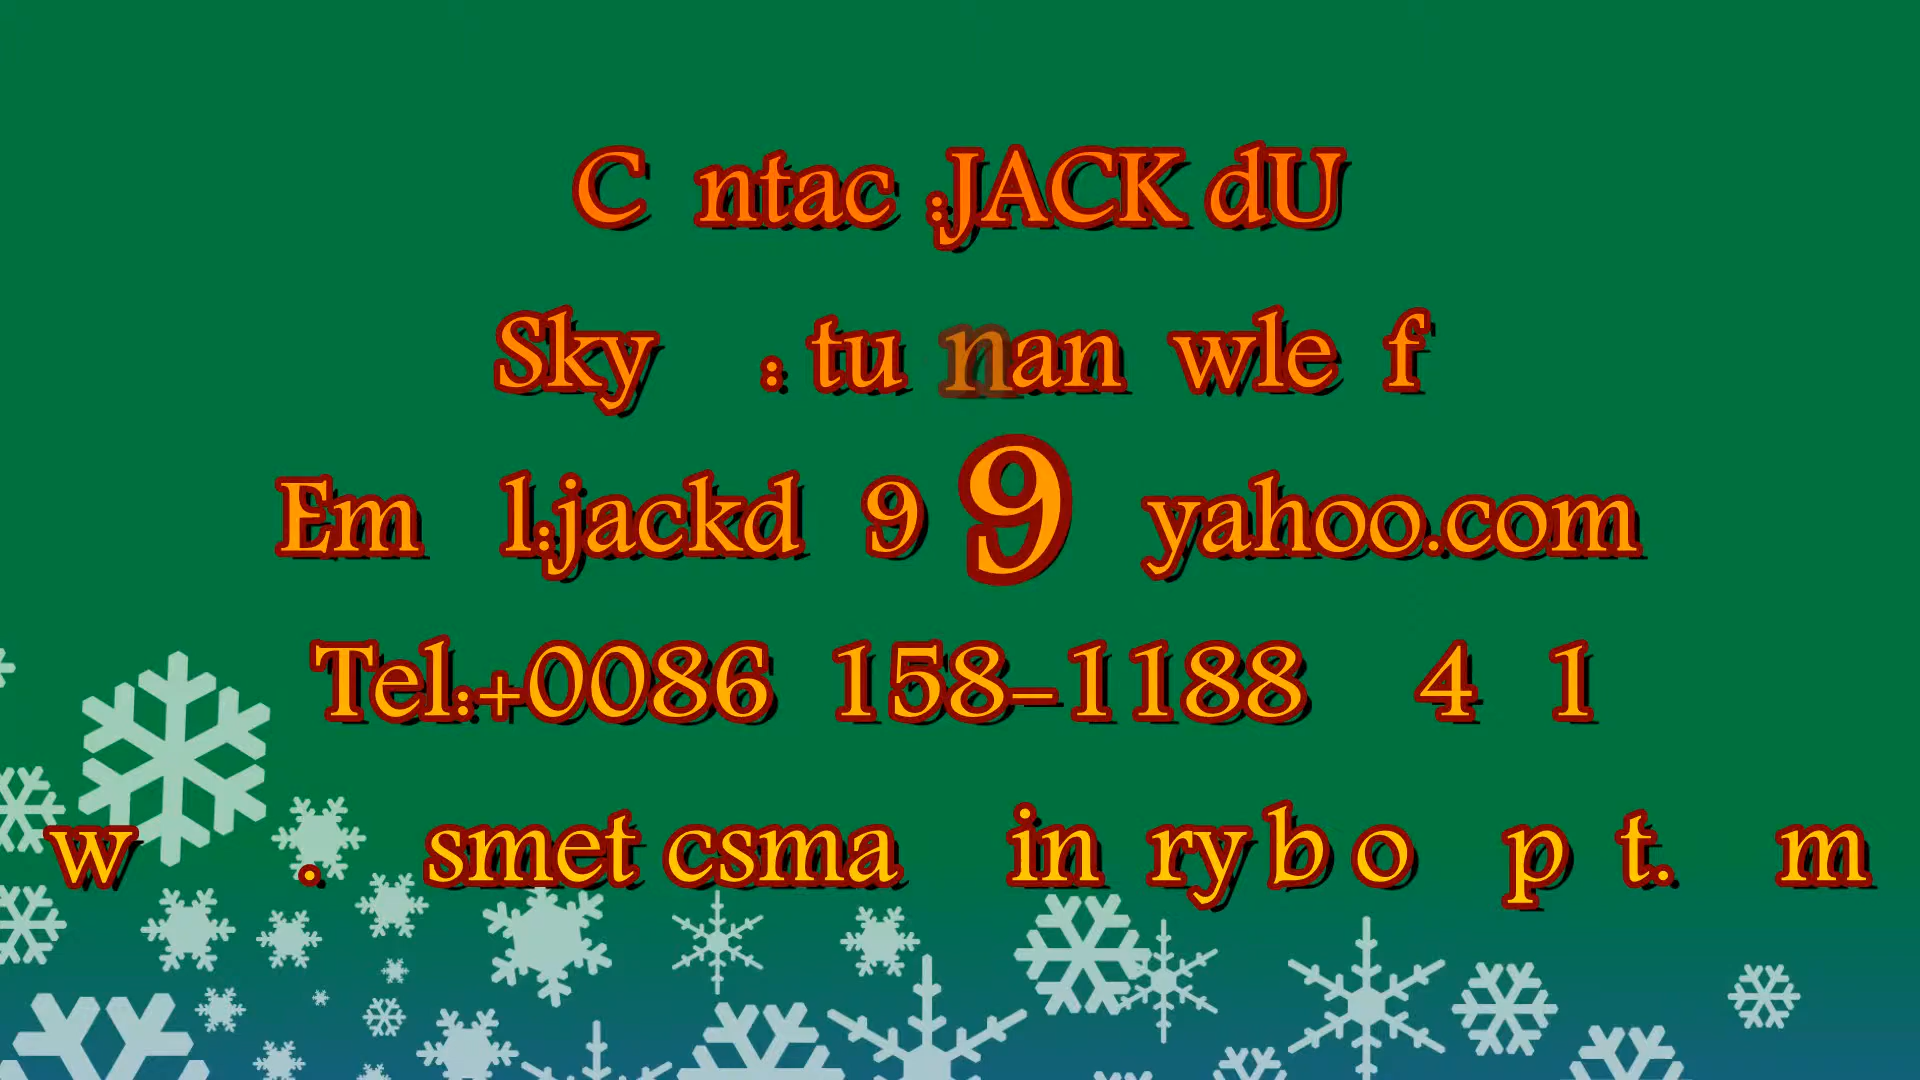 C ntac :JACK dU
Sky : tu nan wle f
Em l:jackd 9 9 yahoo.com
Tel:+0086 158-1188 4 1
w . smet csma in ry b o p t. m